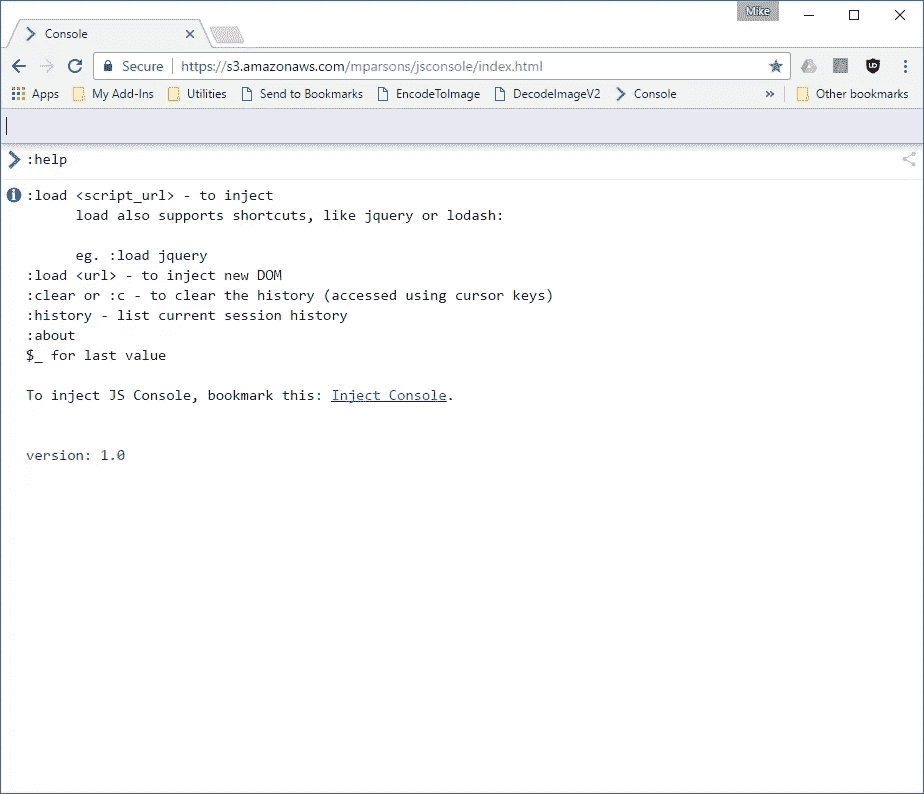 Mike
Console
Secure https://s3.amazonaws.com/mparsons/jsconsole/index.html
Apps My Add-Ins Utilities Send to Bookmarks EncodeToImage DecodeImageV2 Console » Other bookmarks
:help
:load <script_url> - to inject
load also supports shortcuts, like jquery or lodash:
eg. :load jquery
:load <url> - to inject new DOM
:clear or :c - to clear the history (accessed using cursor keys)
:history - list current session history
:about
$_ for last value
To inject JS Console, bookmark this: Inject Console.
version: 1.0